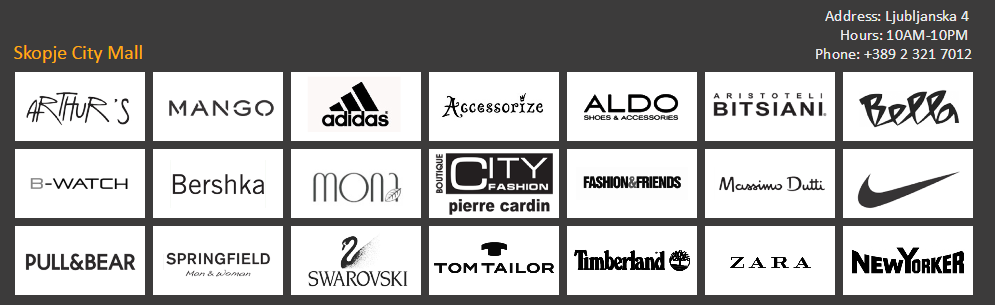 Address: Ljubljanska 4
Hours: 10AM-10PM
Skopje City Mall
Phone: +389 2 321 7012
ARTHUR'S
MANGO
adidas
Accessorize
ALDO
SHOES & ACCESSORIES
ARISTOTELI
BITSIANI
Beppa
B-WATCH
Bershka
mona
BOUTIQUE
CITY
FASHION
pierre cardin
FASHION&FRIENDS
Massimo Dutti
PULL&BEAR
SPRINGFIELD
Man & Woman
SWAROVSKI
TOM TAILOR
Timberland
ZARA
NEWYORKER